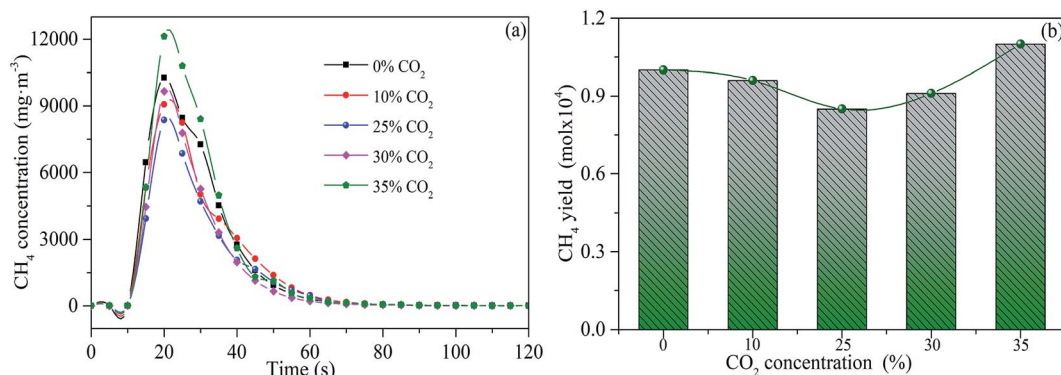 (a)
CH₄ concentration (mg·m⁻³)
12000
9000
6000
3000
0
0% CO₂
10% CO₂
25% CO₂
30% CO₂
35% CO₂
0 20 40 60 80 100 120
Time (s)
(b)
CH₄ yield (molx10⁴)
1.2
0.9
0.6
0.3
0.0
0 10 25 30 35
CO₂ concentration (%)